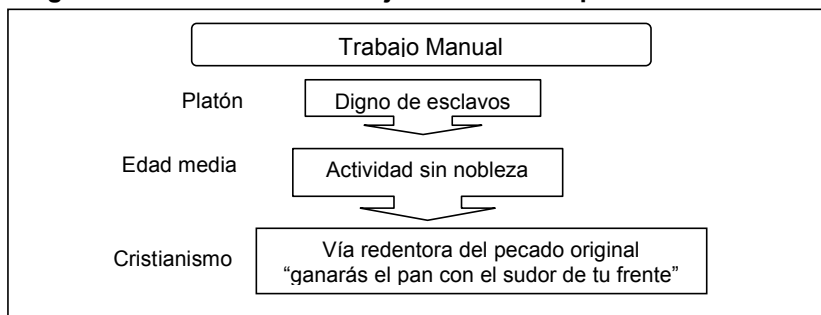 Trabajo Manual
Platón
Digno de esclavos
Edad media
Actividad sin nobleza
Cristianismo
Vía redentora del pecado original
“ganarás el pan con el sudor de tu frente”